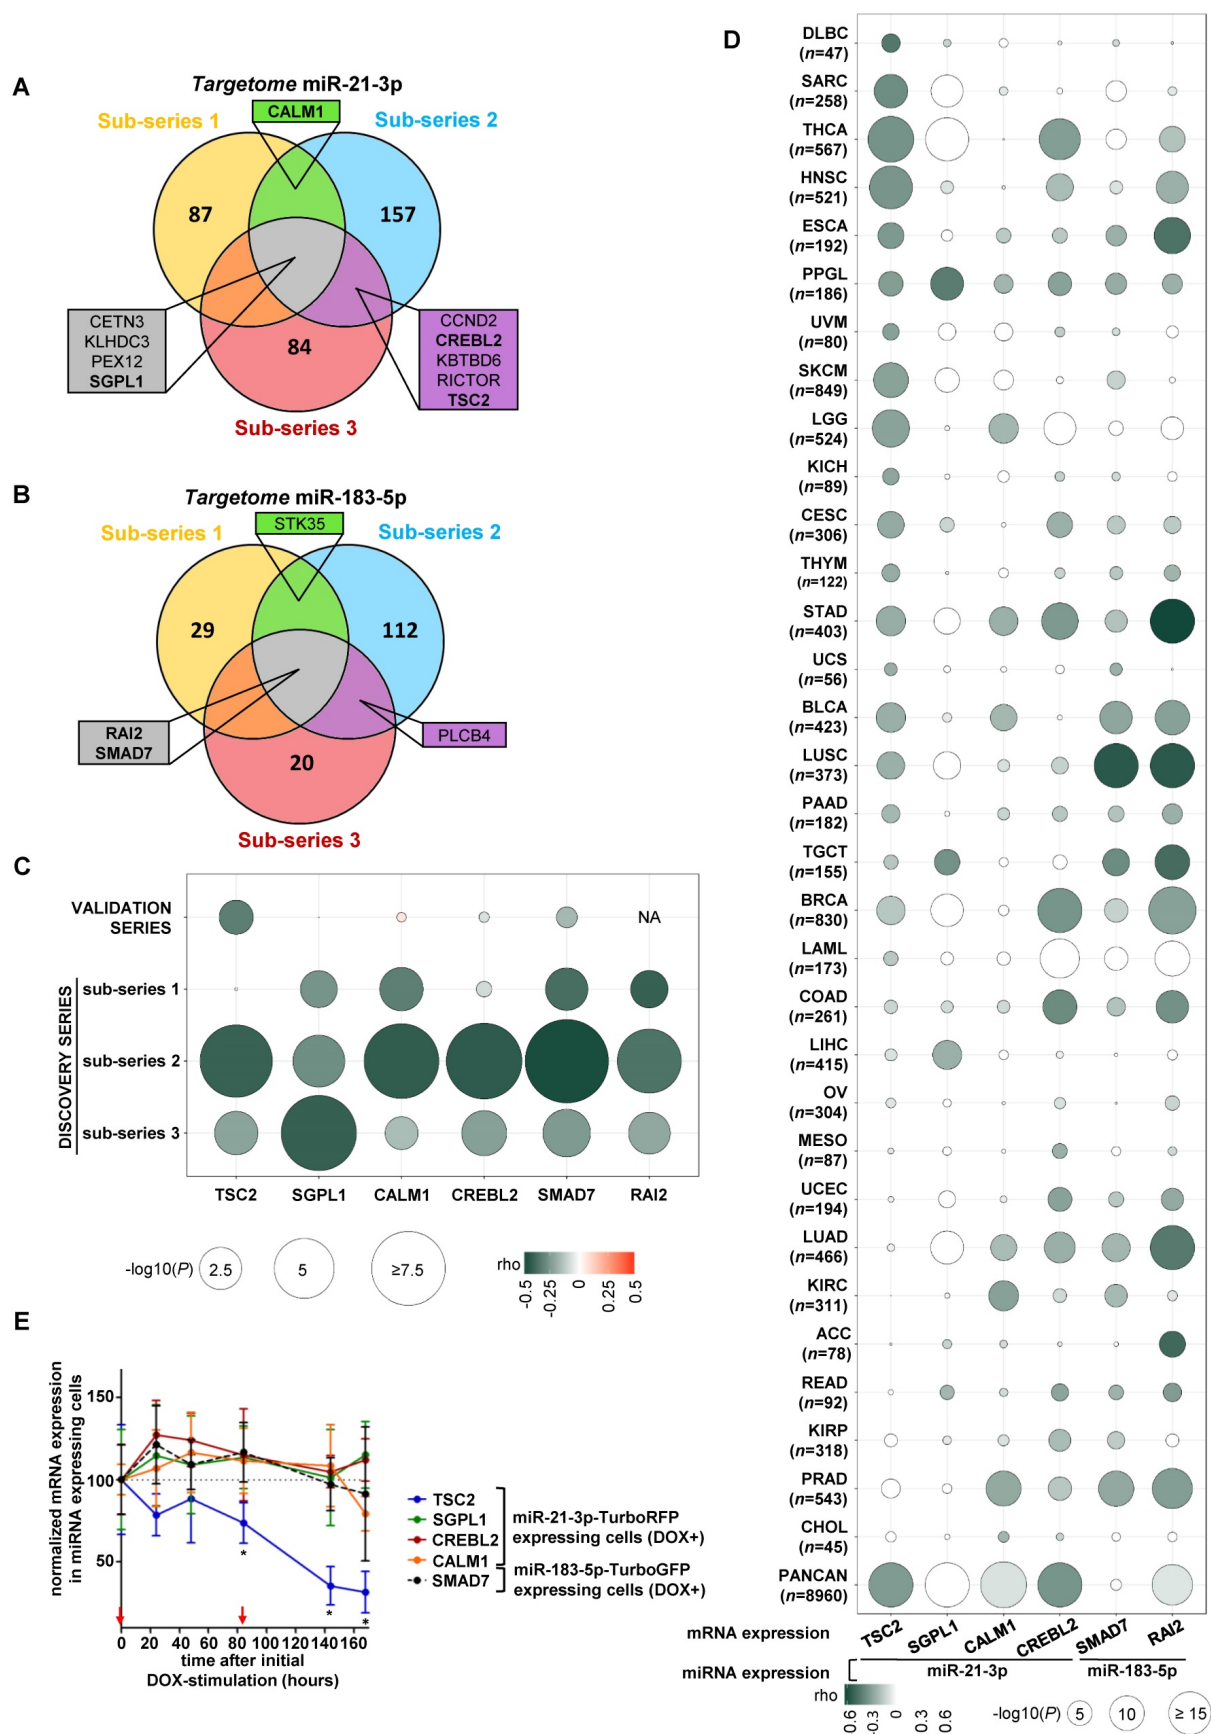 A
Targetome miR-21-3p
CALM1
Sub-series 1
Sub-series 2
87
157
CETN3
KLHDC3
PEX12
SGPL1
84
CCND2
CREBL2
KBTBD6
RICTOR
TSC2
Sub-series 3
B
Targetome miR-183-5p
STK35
Sub-series 1
Sub-series 2
29
112
RAI2
SMAD7
PLCB4
20
Sub-series 3
C
VALIDATION
SERIES
NA
DISCOVERY SERIES
sub-series 1
sub-series 2
sub-series 3
TSC2 SGPL1 CALM1 CREBL2 SMAD7 RAI2
-log10(P) 2.5 5 ≥7.5
rho
-0.5 -0.25 0 0.25 0.5
E
normalized mRNA expression
in miRNA expressing cells
150
100
50
* * *
0 20 40 60 80 100 120 140 160
time after initial
DOX-stimulation (hours)
TSC2
SGPL1
CREBL2
CALM1
SMAD7
miR-21-3p-TurboRFP
expressing cells (DOX+)
miR-183-5p-TurboGFP
expressing cells (DOX+)
D
DLBC
(n=47)
SARC
(n=258)
THCA
(n=567)
HNSC
(n=521)
ESCA
(n=192)
PPGL
(n=186)
UVM
(n=80)
SKCM
(n=849)
LGG
(n=524)
KICH
(n=89)
CESC
(n=306)
THYM
(n=122)
STAD
(n=403)
UCS
(n=56)
BLCA
(n=423)
LUSC
(n=373)
PAAD
(n=182)
TGCT
(n=155)
BRCA
(n=830)
LAML
(n=173)
COAD
(n=261)
LIHC
(n=415)
OV
(n=304)
MESO
(n=87)
UCEC
(n=194)
LUAD
(n=466)
KIRC
(n=311)
ACC
(n=78)
READ
(n=92)
KIRP
(n=318)
PRAD
(n=543)
CHOL
(n=45)
PANCAN
(n=8960)
mRNA expression
TSC2 SGPL1 CALM1 CREBL2 SMAD7 RAI2
miRNA expression
miR-21-3p miR-183-5p
rho
0.6 -0.3 0 0.3 0.6
-log10(P) 5 10 ≥ 15